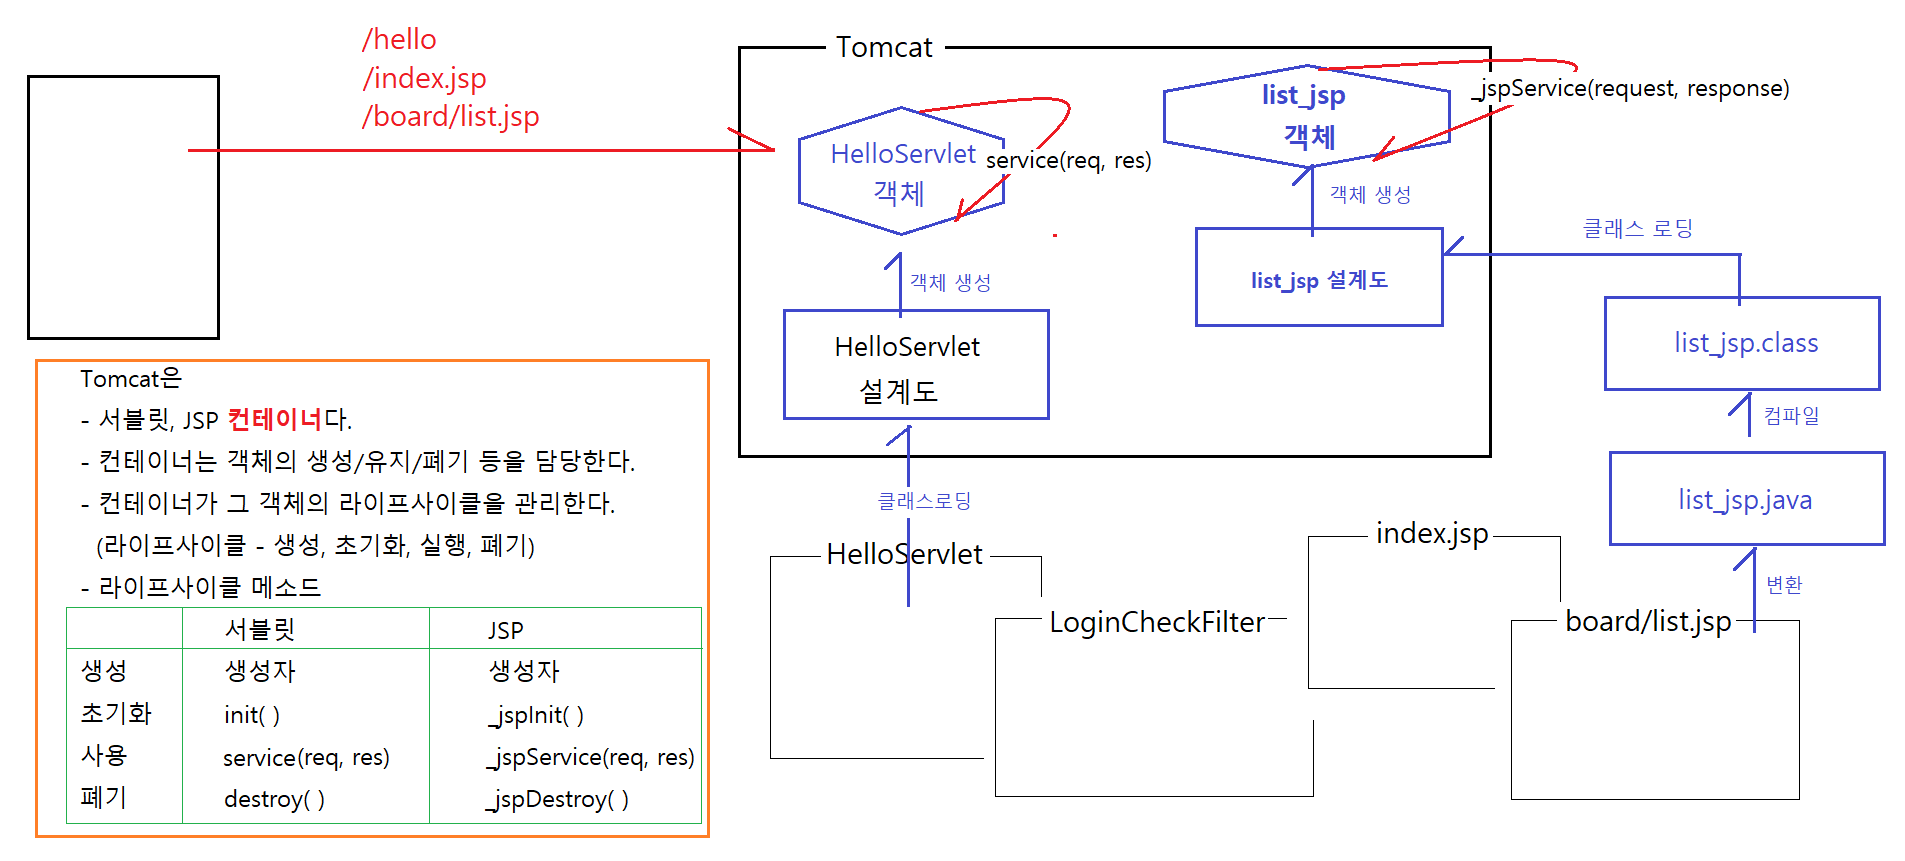 /hello
/index.jsp
/board/list.jsp
Tomcat
HelloServlet
객체
service(req, res)
list_jsp
객체
_jspService(request, response)
객체 생성
객체 생성
HelloServlet
설계도
list_jsp 설계도
클래스 로딩
list_jsp.class
컴파일
list_jsp.java
변환
클래스로딩
HelloServlet
LoginCheckFilter
index.jsp
board/list.jsp
Tomcat은
- 서블릿, JSP 컨테이너다.
- 컨테이너는 객체의 생성/유지/폐기 등을 담당한다.
- 컨테이너가 그 객체의 라이프사이클을 관리한다.
(라이프사이클 - 생성, 초기화, 실행, 폐기)
- 라이프사이클 메소드
서블릿 JSP
생성 생성자 생성자
초기화 init( ) _jspInit( )
사용 service(req, res) _jspService(req, res)
폐기 destroy( ) _jspDestroy( )